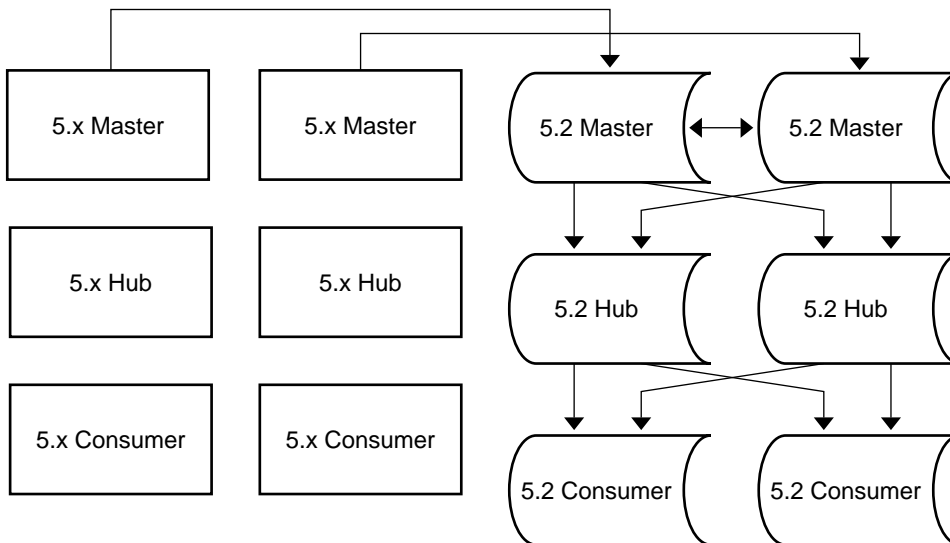 5.x Master
5.x Master
5.2 Master
5.2 Master
5.x Hub
5.x Hub
5.2 Hub
5.2 Hub
5.x Consumer
5.x Consumer
5.2 Consumer
5.2 Consumer